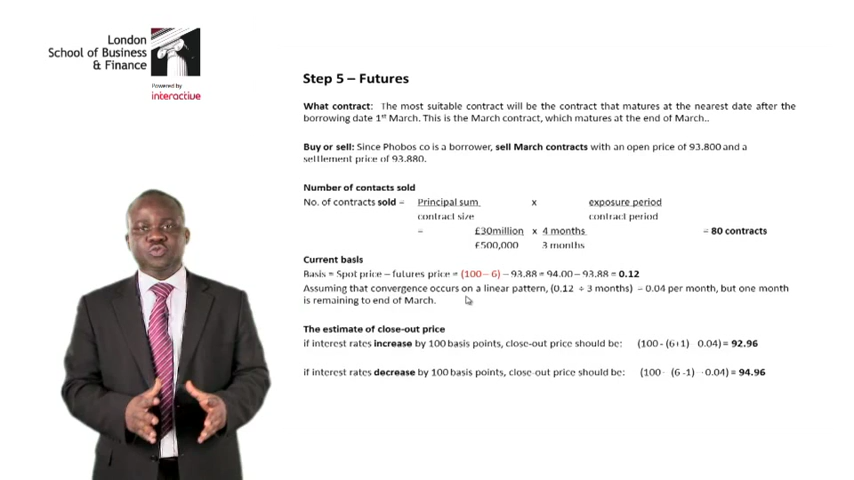 London
School of Business
& Finance
Powered by
interactive
Step 5 – Futures
What contract: The most suitable contract will be the contract that matures at the nearest date after the
borrowing date 1st March. This is the March contract, which matures at the end of March..
Buy or sell: Since Phobos co is a borrower, sell March contracts with an open price of 93.800 and a
settlement price of 93.880.
Number of contacts sold
No. of contracts sold = Principal sum x exposure period
contract size contract period
= £30million x 4 months = 80 contracts
£500,000 3 months
Current basis
Basis = Spot price – futures price = (100 – 6) – 93.88 = 94.00 – 93.88 = 0.12
Assuming that convergence occurs on a linear pattern, (0.12 ÷ 3 months) = 0.04 per month, but one month
is remaining to end of March.
The estimate of close-out price
if interest rates increase by 100 basis points, close-out price should be: (100 - (6+1) 0.04) = 92.96
if interest rates decrease by 100 basis points, close-out price should be: (100 - (6 -1) - 0.04) = 94.96